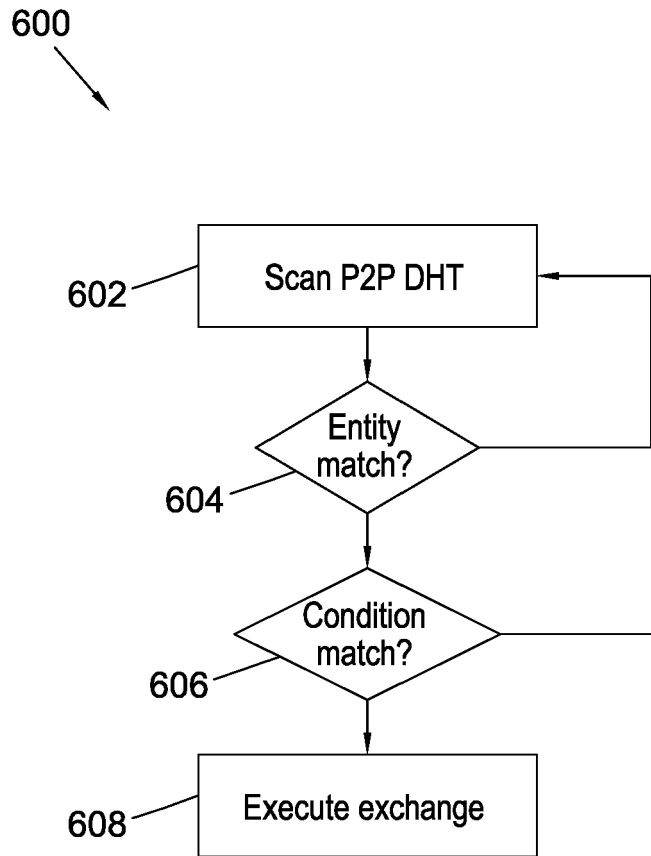 600
602
Scan P2P DHT
Entity
match?
604
Condition
match?
606
Execute exchange
608